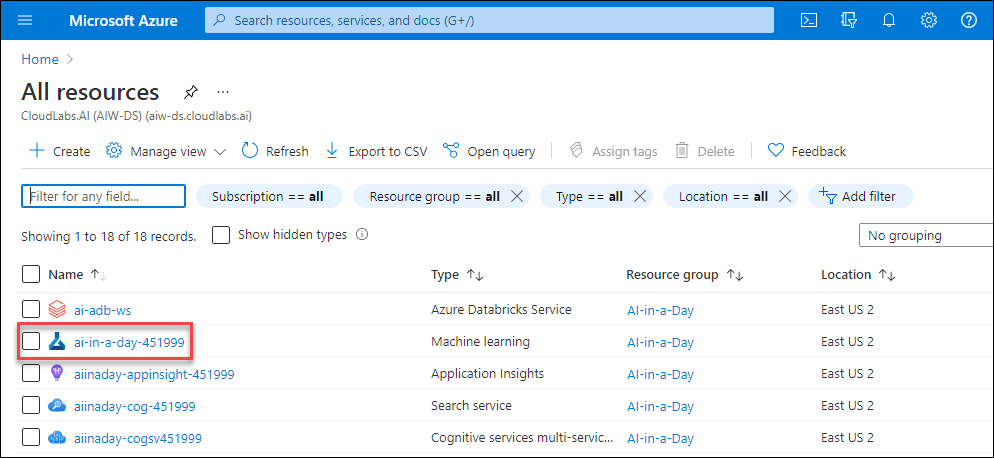 Microsoft Azure Search resources, services, and docs (G+/)
Home
All resources
CloudLabs.AI (AIW-DS) (aiw-ds.cloudlabs.ai)
Create Manage view Refresh Export to CSV Open query Assign tags Delete Feedback
Filter for any field... Subscription == all Resource group == all Type == all Location == all Add filter
Showing 1 to 18 of 18 records. Show hidden types No grouping
Name Type Resource group Location
ai-adb-ws Azure Databricks Service AI-in-a-Day East US 2
ai-in-a-day-451999 Machine learning AI-in-a-Day East US 2
aiinaday-appinsight-451999 Application Insights AI-in-a-Day East US 2
aiinaday-cog-451999 Search service AI-in-a-Day East US 2
aiinaday-cogsv451999 Cognitive services multi-servic... AI-in-a-Day East US 2